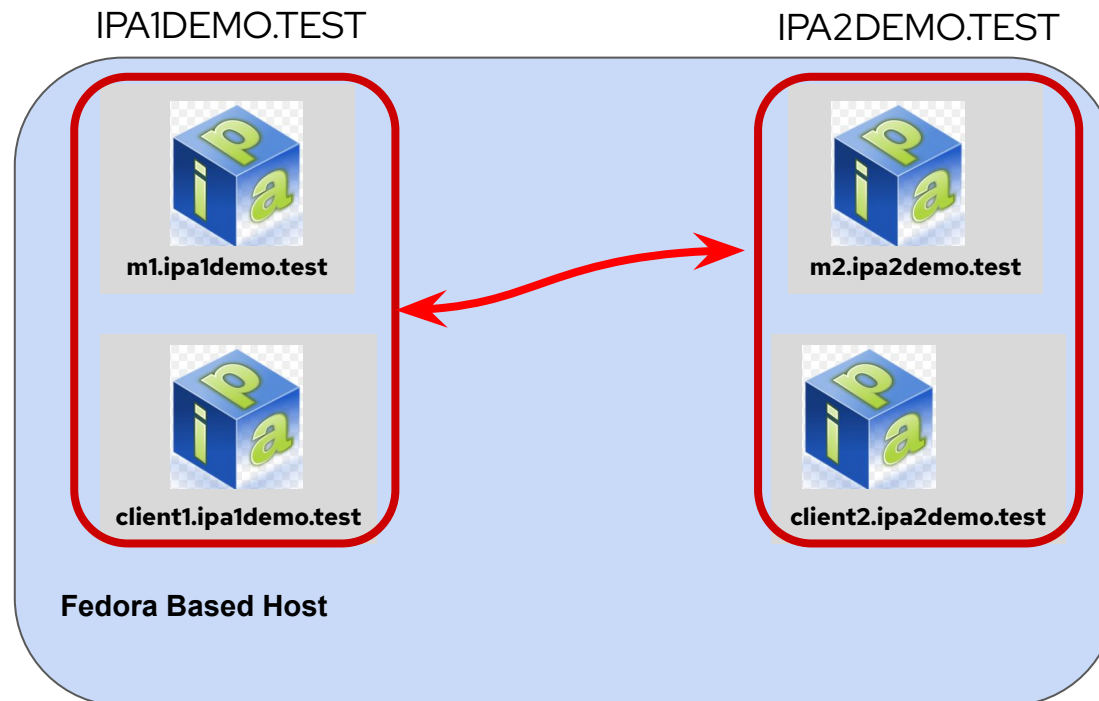 IPA1DEMO.TEST
IPA2DEMO.TEST
i p a
m1.ipa1demo.test
i p a
m2.ipa2demo.test
i p a
client1.ipa1demo.test
i p a
client2.ipa2demo.test
Fedora Based Host